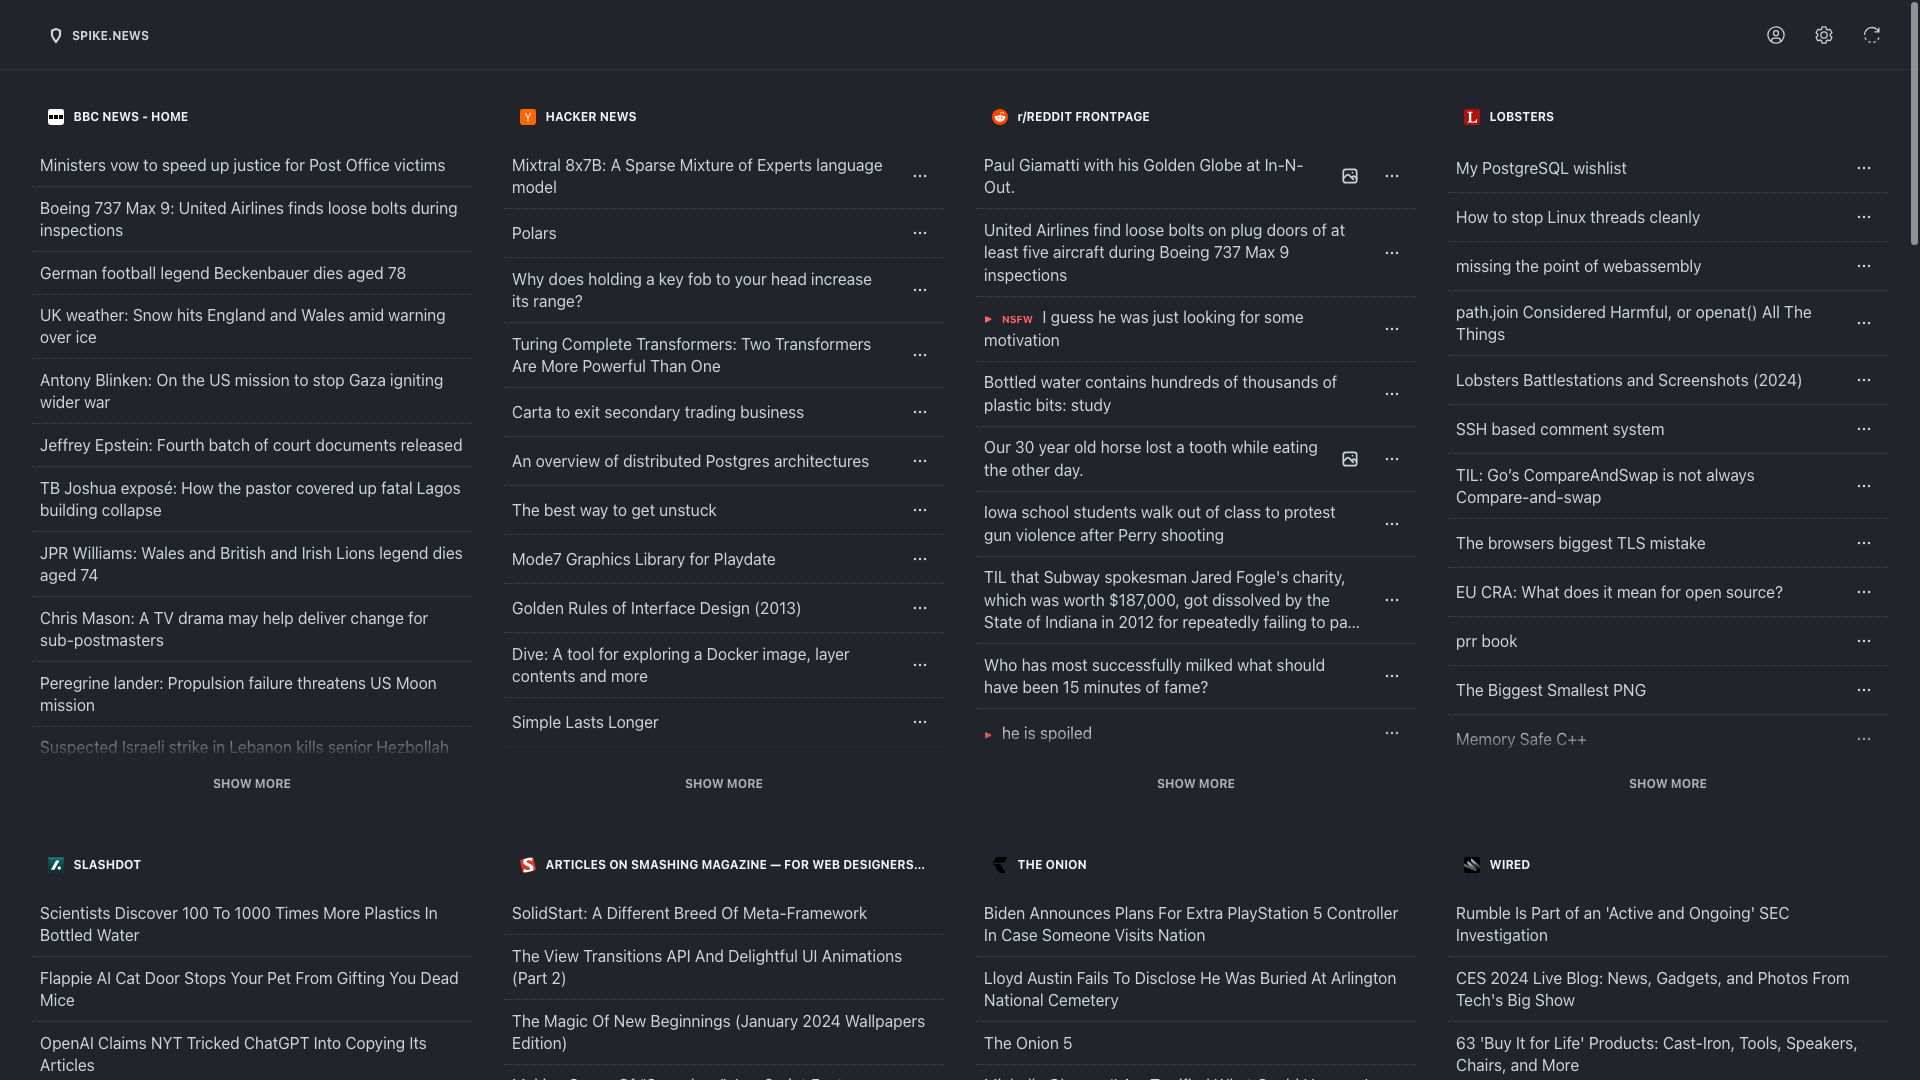 SPIKE.NEWS
BBC NEWS - HOME
Ministers vow to speed up justice for Post Office victims
Boeing 737 Max 9: United Airlines finds loose bolts during
inspections
German football legend Beckenbauer dies aged 78
UK weather: Snow hits England and Wales amid warning
over ice
Antony Blinken: On the US mission to stop Gaza igniting
wider war
Jeffrey Epstein: Fourth batch of court documents released
TB Joshua exposé: How the pastor covered up fatal Lagos
building collapse
JPR Williams: Wales and British and Irish Lions legend dies
aged 74
Chris Mason: A TV drama may help deliver change for
sub-postmasters
Peregrine lander: Propulsion failure threatens US Moon
mission
Suspected Israeli strike in Lebanon kills senior Hezbollah
SHOW MORE
HACKER NEWS
Mixtral 8x7B: A Sparse Mixture of Experts language
model
Polars
Why does holding a key fob to your head increase
its range?
Turing Complete Transformers: Two Transformers
Are More Powerful Than One
Carta to exit secondary trading business
An overview of distributed Postgres architectures
The best way to get unstuck
Mode7 Graphics Library for Playdate
Golden Rules of Interface Design (2013)
Dive: A tool for exploring a Docker image, layer
contents and more
Simple Lasts Longer
SHOW MORE
r/REDDIT FRONTPAGE
Paul Giamatti with his Golden Globe at In-N-
Out.
United Airlines find loose bolts on plug doors of at
least five aircraft during Boeing 737 Max 9
inspections
NSFW I guess he was just looking for some
motivation
Bottled water contains hundreds of thousands of
plastic bits: study
Our 30 year old horse lost a tooth while eating
the other day.
Iowa school students walk out of class to protest
gun violence after Perry shooting
TIL that Subway spokesman Jared Fogle's charity,
which was worth $187,000, got dissolved by the
State of Indiana in 2012 for repeatedly failing to pa...
Who has most successfully milked what should
have been 15 minutes of fame?
he is spoiled
SHOW MORE
LOBSTERS
My PostgreSQL wishlist
How to stop Linux threads cleanly
missing the point of webassembly
path.join Considered Harmful, or openat() All The
Things
Lobsters Battlestations and Screenshots (2024)
SSH based comment system
TIL: Go’s CompareAndSwap is not always
Compare-and-swap
The browsers biggest TLS mistake
EU CRA: What does it mean for open source?
prr book
The Biggest Smallest PNG
Memory Safe C++
SHOW MORE
SLASHDOT
Scientists Discover 100 To 1000 Times More Plastics In
Bottled Water
Flappie AI Cat Door Stops Your Pet From Gifting You Dead
Mice
OpenAI Claims NYT Tricked ChatGPT Into Copying Its
Articles
ARTICLES ON SMASHING MAGAZINE — FOR WEB DESIGNERS...
SolidStart: A Different Breed Of Meta-Framework
The View Transitions API And Delightful UI Animations
(Part 2)
The Magic Of New Beginnings (January 2024 Wallpapers
Edition)
THE ONION
Biden Announces Plans For Extra PlayStation 5 Controller
In Case Someone Visits Nation
Lloyd Austin Fails To Disclose He Was Buried At Arlington
National Cemetery
The Onion 5
WIRED
Rumble Is Part of an 'Active and Ongoing' SEC
Investigation
CES 2024 Live Blog: News, Gadgets, and Photos From
Tech's Big Show
63 'Buy It for Life' Products: Cast-Iron, Tools, Speakers,
Chairs, and More